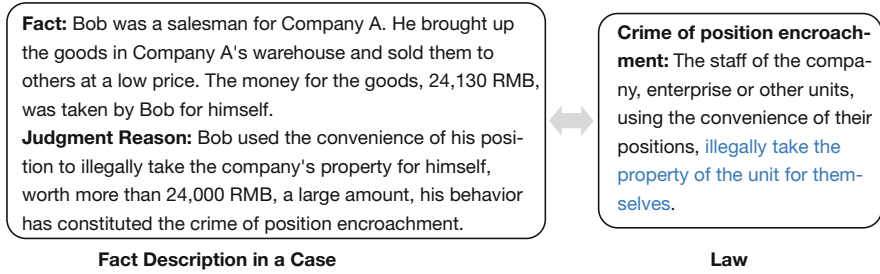 Fact: Bob was a salesman for Company A. He brought up
the goods in Company A's warehouse and sold them to
others at a low price. The money for the goods, 24,130 RMB,
was taken by Bob for himself.
Judgment Reason: Bob used the convenience of his posi-
tion to illegally take the company's property for himself,
worth more than 24,000 RMB, a large amount, his behavior
has constituted the crime of position encroachment.
Fact Description in a Case
Crime of position encroach-
ment: The staff of the compa-
ny, enterprise or other units,
using the convenience of their
positions, illegally take the
property of the unit for them-
selves.
Law